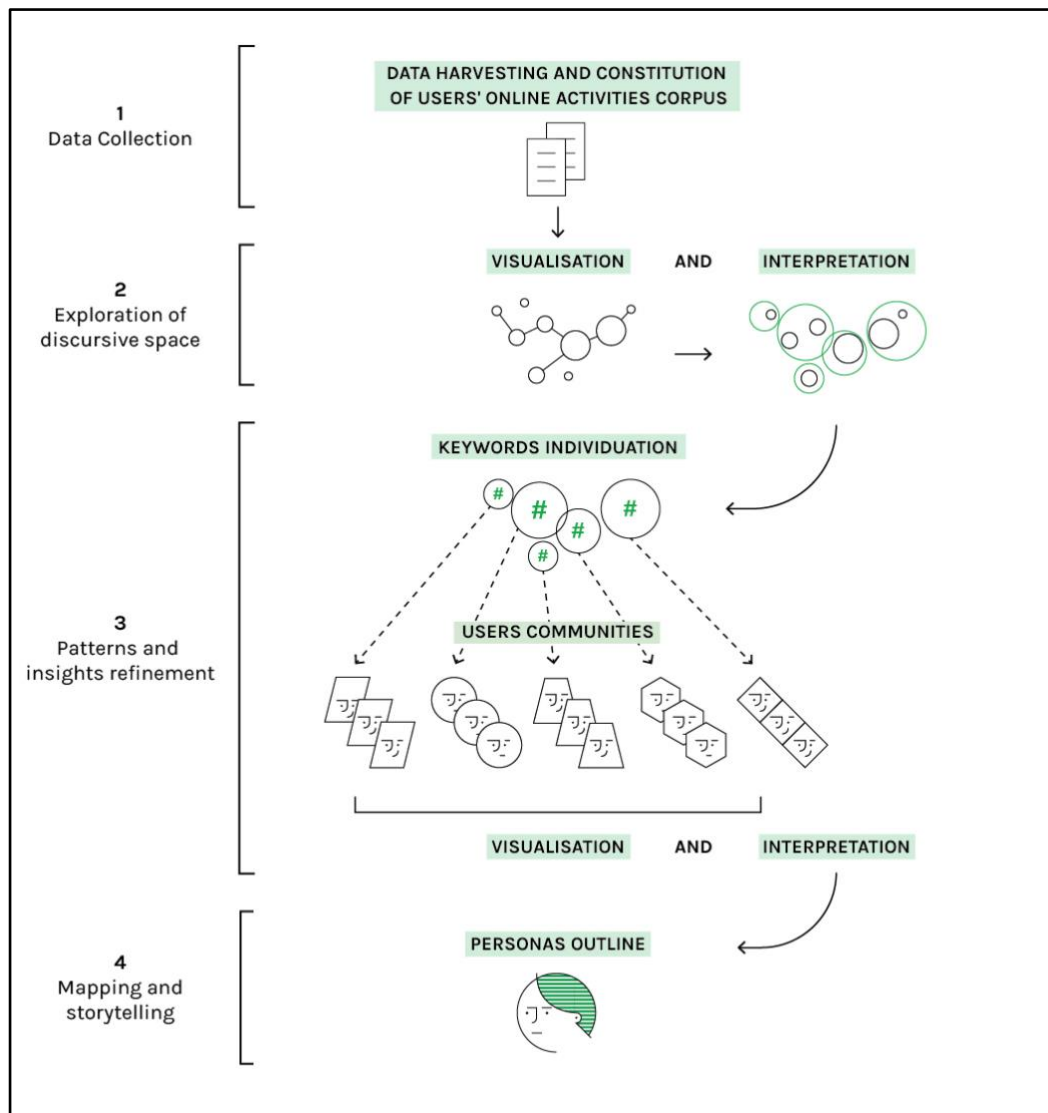 1
Data Collection
DATA HARVESTING AND CONSTITUTION
OF USERS' ONLINE ACTIVITIES CORPUS
2
Exploration of
discursive space
VISUALISATION AND INTERPRETATION
3
Patterns and
insights refinement
KEYWORDS INDIVIDUATION
# # # #
#
USERS COMMUNITIES
VISUALISATION AND INTERPRETATION
4
Mapping and
storytelling
PERSONAS OUTLINE